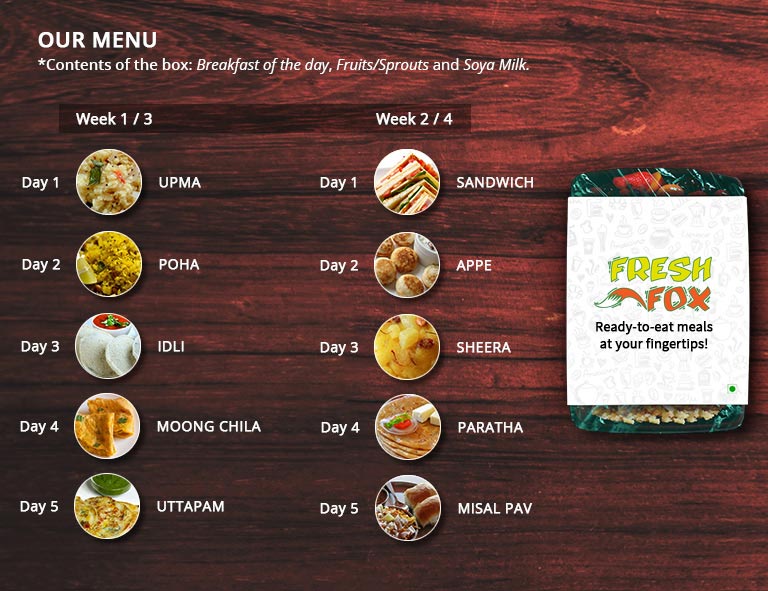 OUR MENU
*Contents of the box: Breakfast of the day, Fruits/Sprouts and Soya Milk.
Week 1 / 3
Day 1 UPMA
Day 2 POHA
Day 3 IDLI
Day 4 MOONG CHILA
Day 5 UTTAPAM
Week 2 / 4
Day 1 SANDWICH
Day 2 APPE
Day 3 SHEERA
Day 4 PARATHA
Day 5 MISAL PAV
FRESH
FOX
Ready-to-eat meals
at your fingertips!